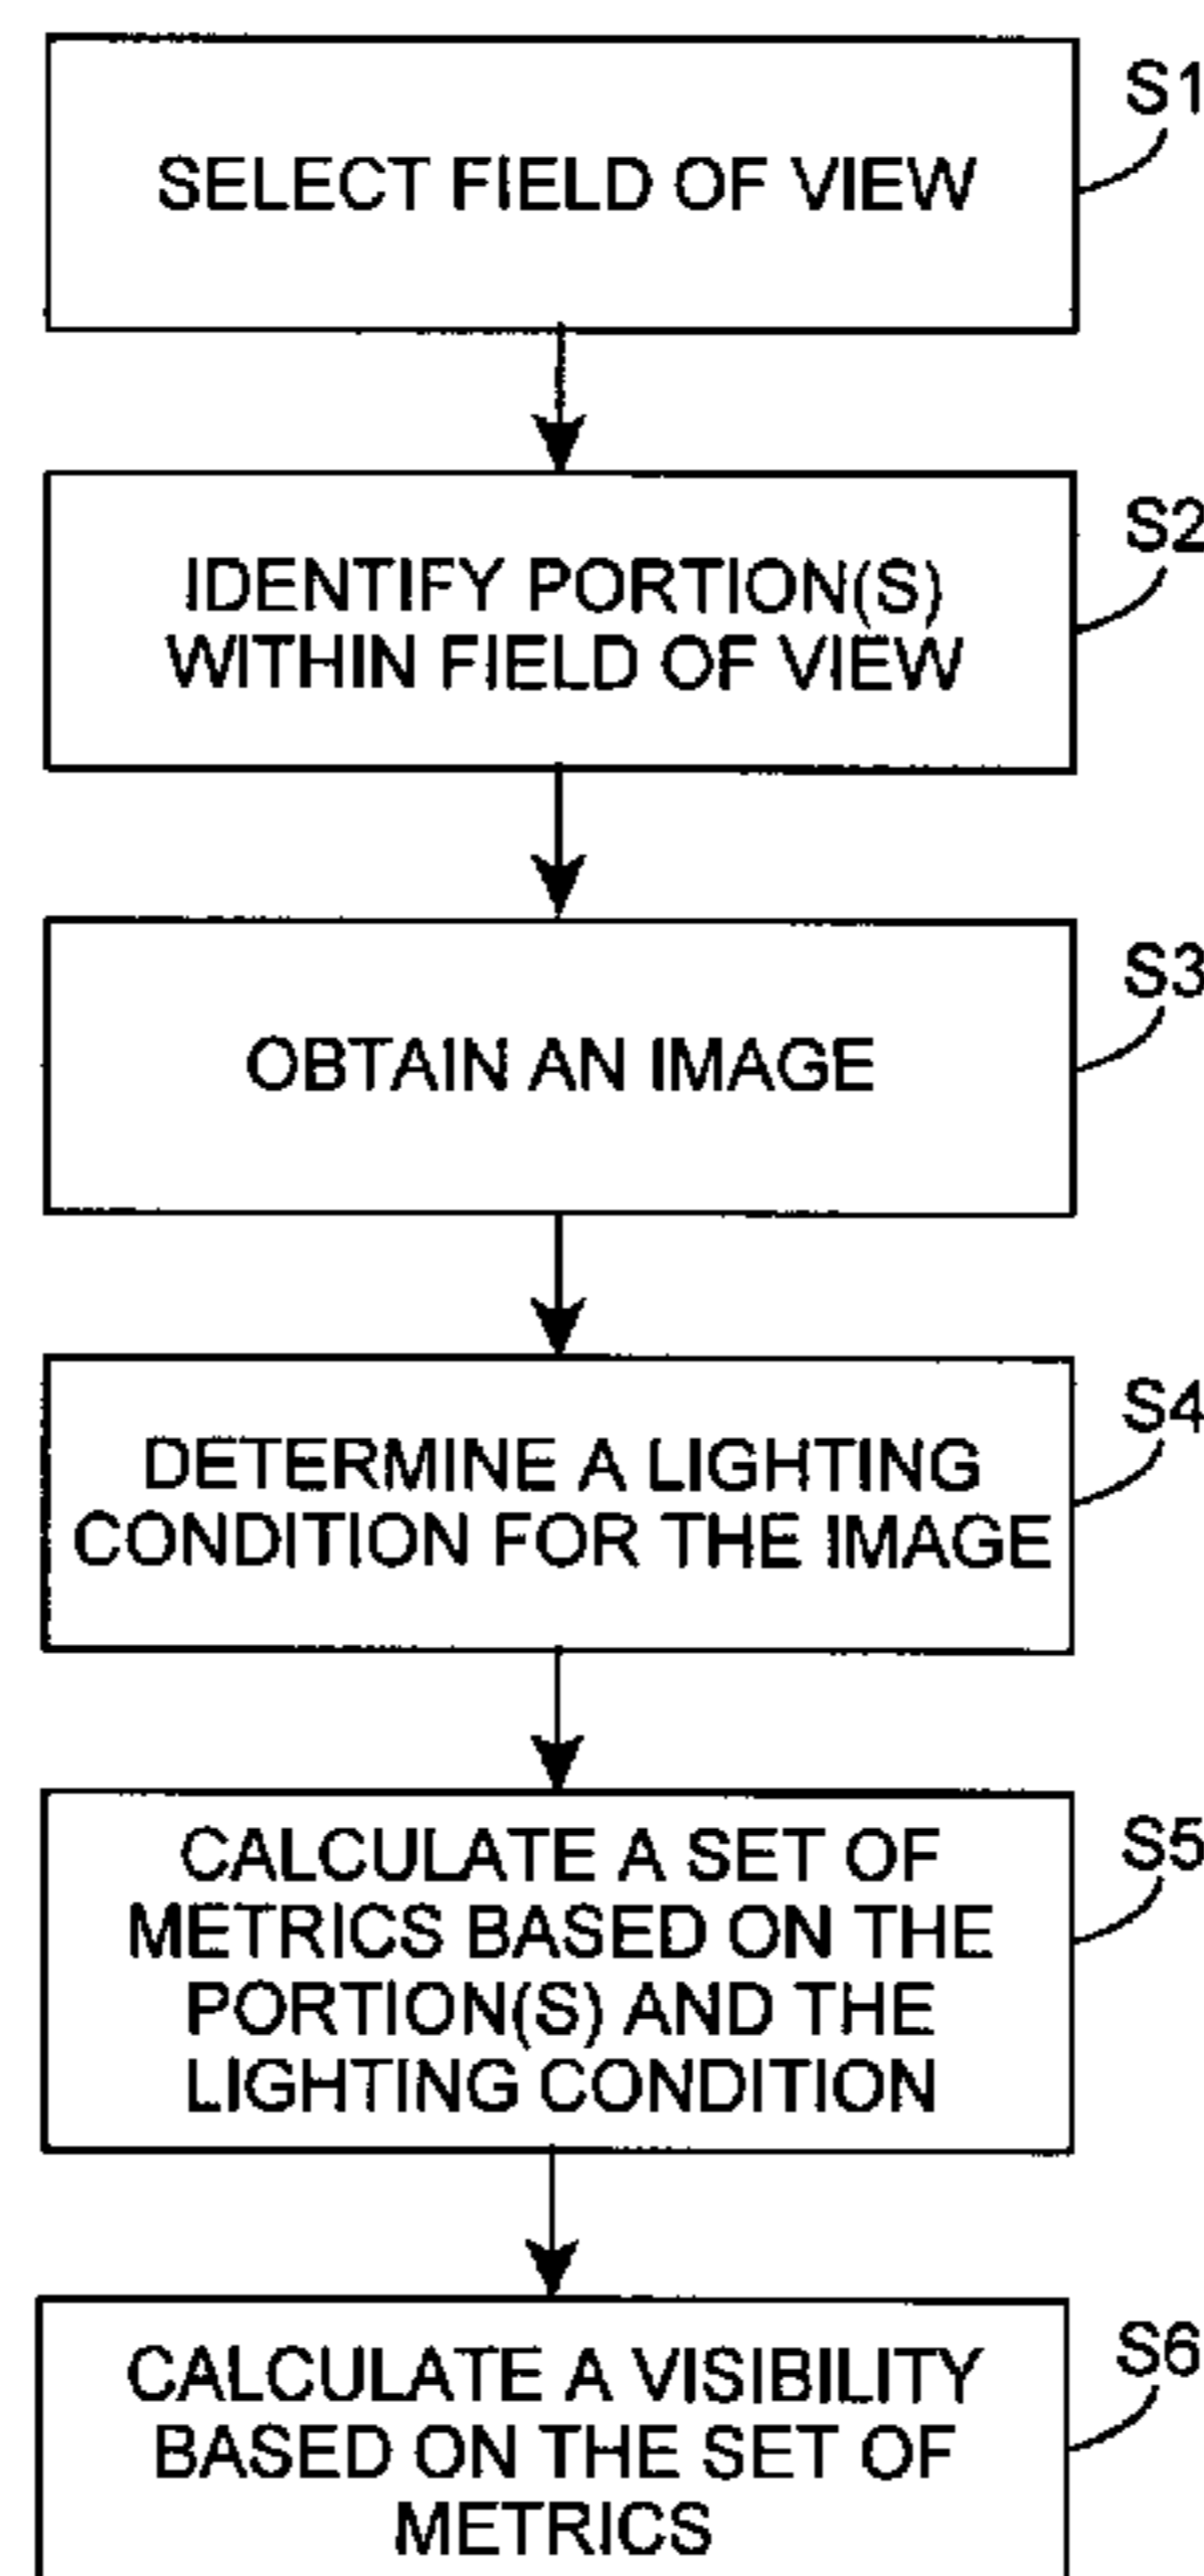 S1
SELECT FIELD OF VIEW
S2
IDENTIFY PORTION(S)
WITHIN FIELD OF VIEW
S3
OBTAIN AN IMAGE
S4
DETERMINE A LIGHTING
CONDITION FOR THE IMAGE
S5
CALCULATE A SET OF
METRICS BASED ON THE
PORTION(S) AND THE
LIGHTING CONDITION
S6
CALCULATE A VISIBILITY
BASED ON THE SET OF
METRICS